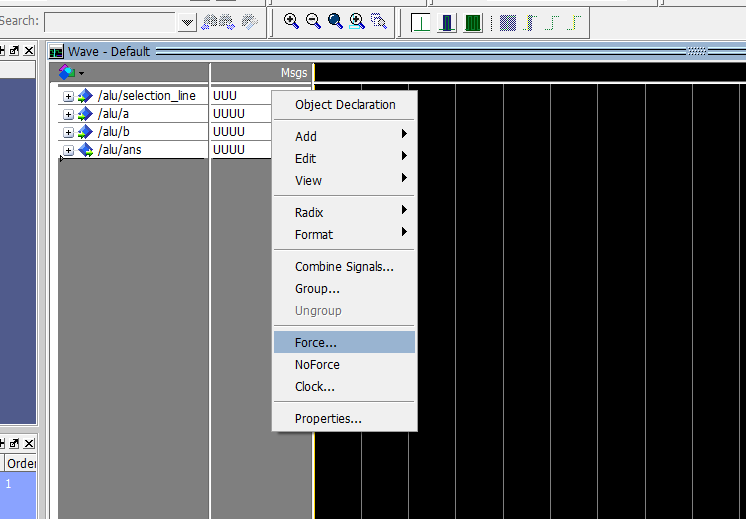 Search:
Wave - Default
Msgs
/alu/selection_line UUU
/alu/a UUUU
/alu/b UUUU
/alu/ans UUUU
Object Declaration
Add
Edit
View
Radix
Format
Combine Signals...
Group...
Ungroup
Force...
NoForce
Clock...
Properties...
Order
1